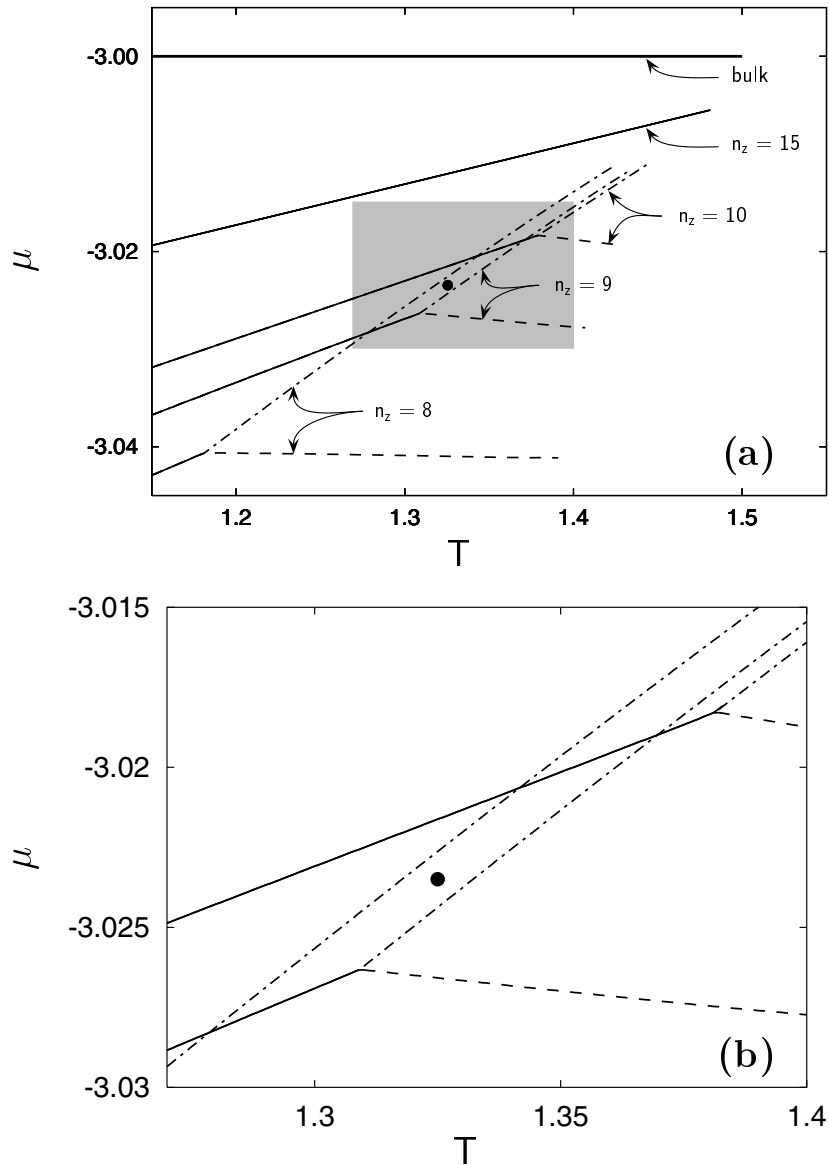 -3.00
-3.02
-3.04
μ
bulk
n_z = 15
n_z = 10
n_z = 9
n_z = 8
(a)
1.2
1.3
1.4
1.5
T
-3.015
-3.02
-3.025
-3.03
μ
(b)
1.3
1.35
1.4
T